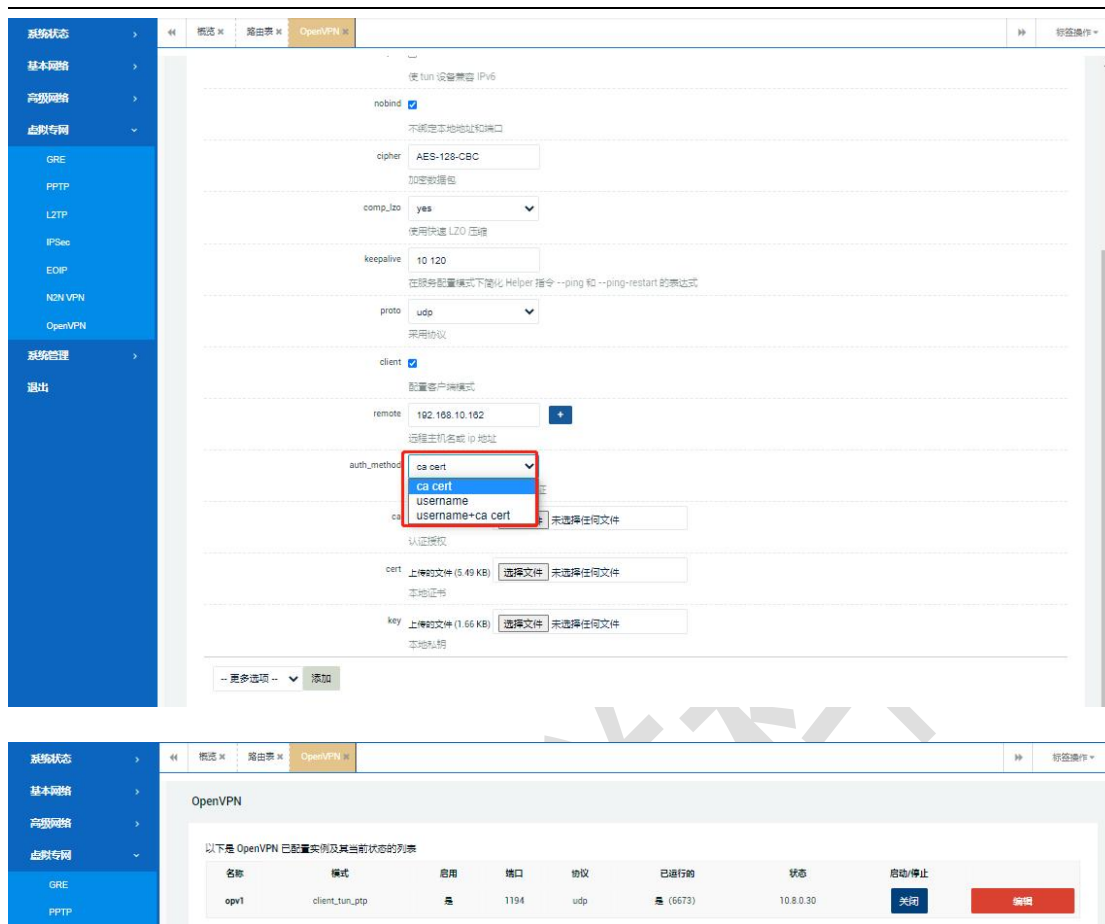 系统状态
概览
路由表
OpenVPN
标签操作
基本网络
使 tun 设备兼容 IPv6
高级网络
nobind
不绑定本地地址和端口
虚拟专网
cipher AES-128-CBC
加密数据包
GRE
PPTP
comp_lzo yes
使用快速 LZO 压缩
L2TP
IPSec
keepalive 10 120
在服务配置模式下简化 Helper 指令 --ping 和 --ping-restart 的表达式
EOIP
N2N VPN
proto udp
采用协议
OpenVPN
系统管理
client
配置客户端模式
退出
remote 192.168.10.162 +
远程主机名或 ip 地址
auth_method ca cert
ca cert
username
username+ca cert
证
ca
件 未选择任何文件
认证授权
cert 上传的文件 (5.49 KB) 选择文件 未选择任何文件
本地证书
key 上传的文件 (1.66 KB) 选择文件 未选择任何文件
本地私钥
-- 更多选项 -- 添加
系统状态
概览
路由表
OpenVPN
标签操作
基本网络
OpenVPN
高级网络
虚拟专网
以下是 OpenVPN 已配置实例及其当前状态的列表
名称 模式 启用 端口 协议 已运行的 状态 启动/停止
GRE
opv1 client_tun_ptp 是 1194 udp 是 (6673) 10.8.0.30 关闭 编辑
PPTP